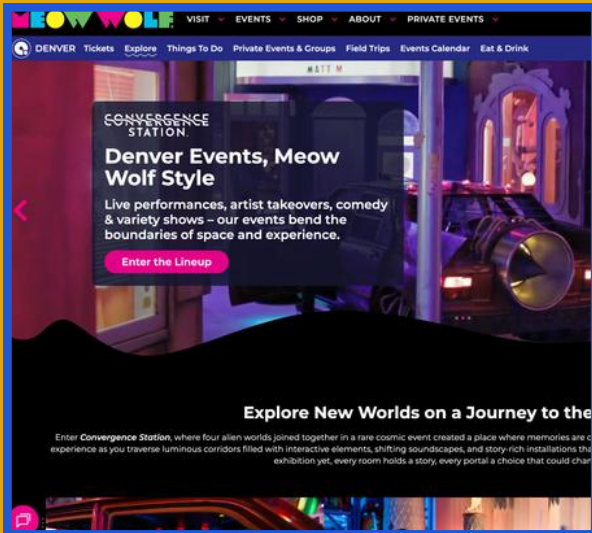 MEOW WOLF VISIT EVENTS SHOP ABOUT PRIVATE EVENTS
DENVER Tickets Explore Things To Do Private Events & Groups Field Trips Events Calendar Eat & Drink
MATT M
CONVERGENCE
STATION.
Denver Events, Meow
Wolf Style
Live performances, artist takeovers, comedy
& variety shows – our events bend the
boundaries of space and experience.
Enter the Lineup
Explore New Worlds on a Journey to the
Enter Convergence Station, where four alien worlds joined together in a rare cosmic event created a place where memories are
experience as you traverse luminous corridors filled with interactive elements, shifting soundscapes, and story-rich installations
exhibition yet, every room holds a story, every portal a choice that could